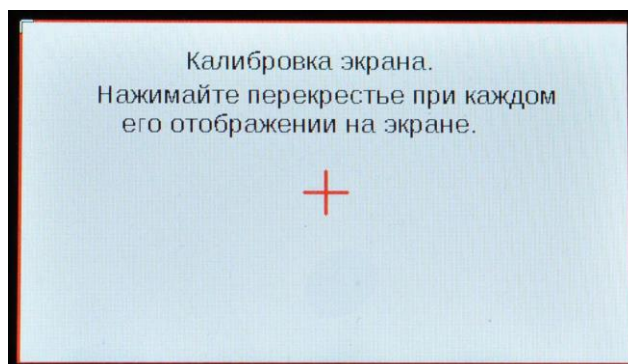 Калибровка экрана.
Нажимайте перекрестье при каждом
его отображении на экране.